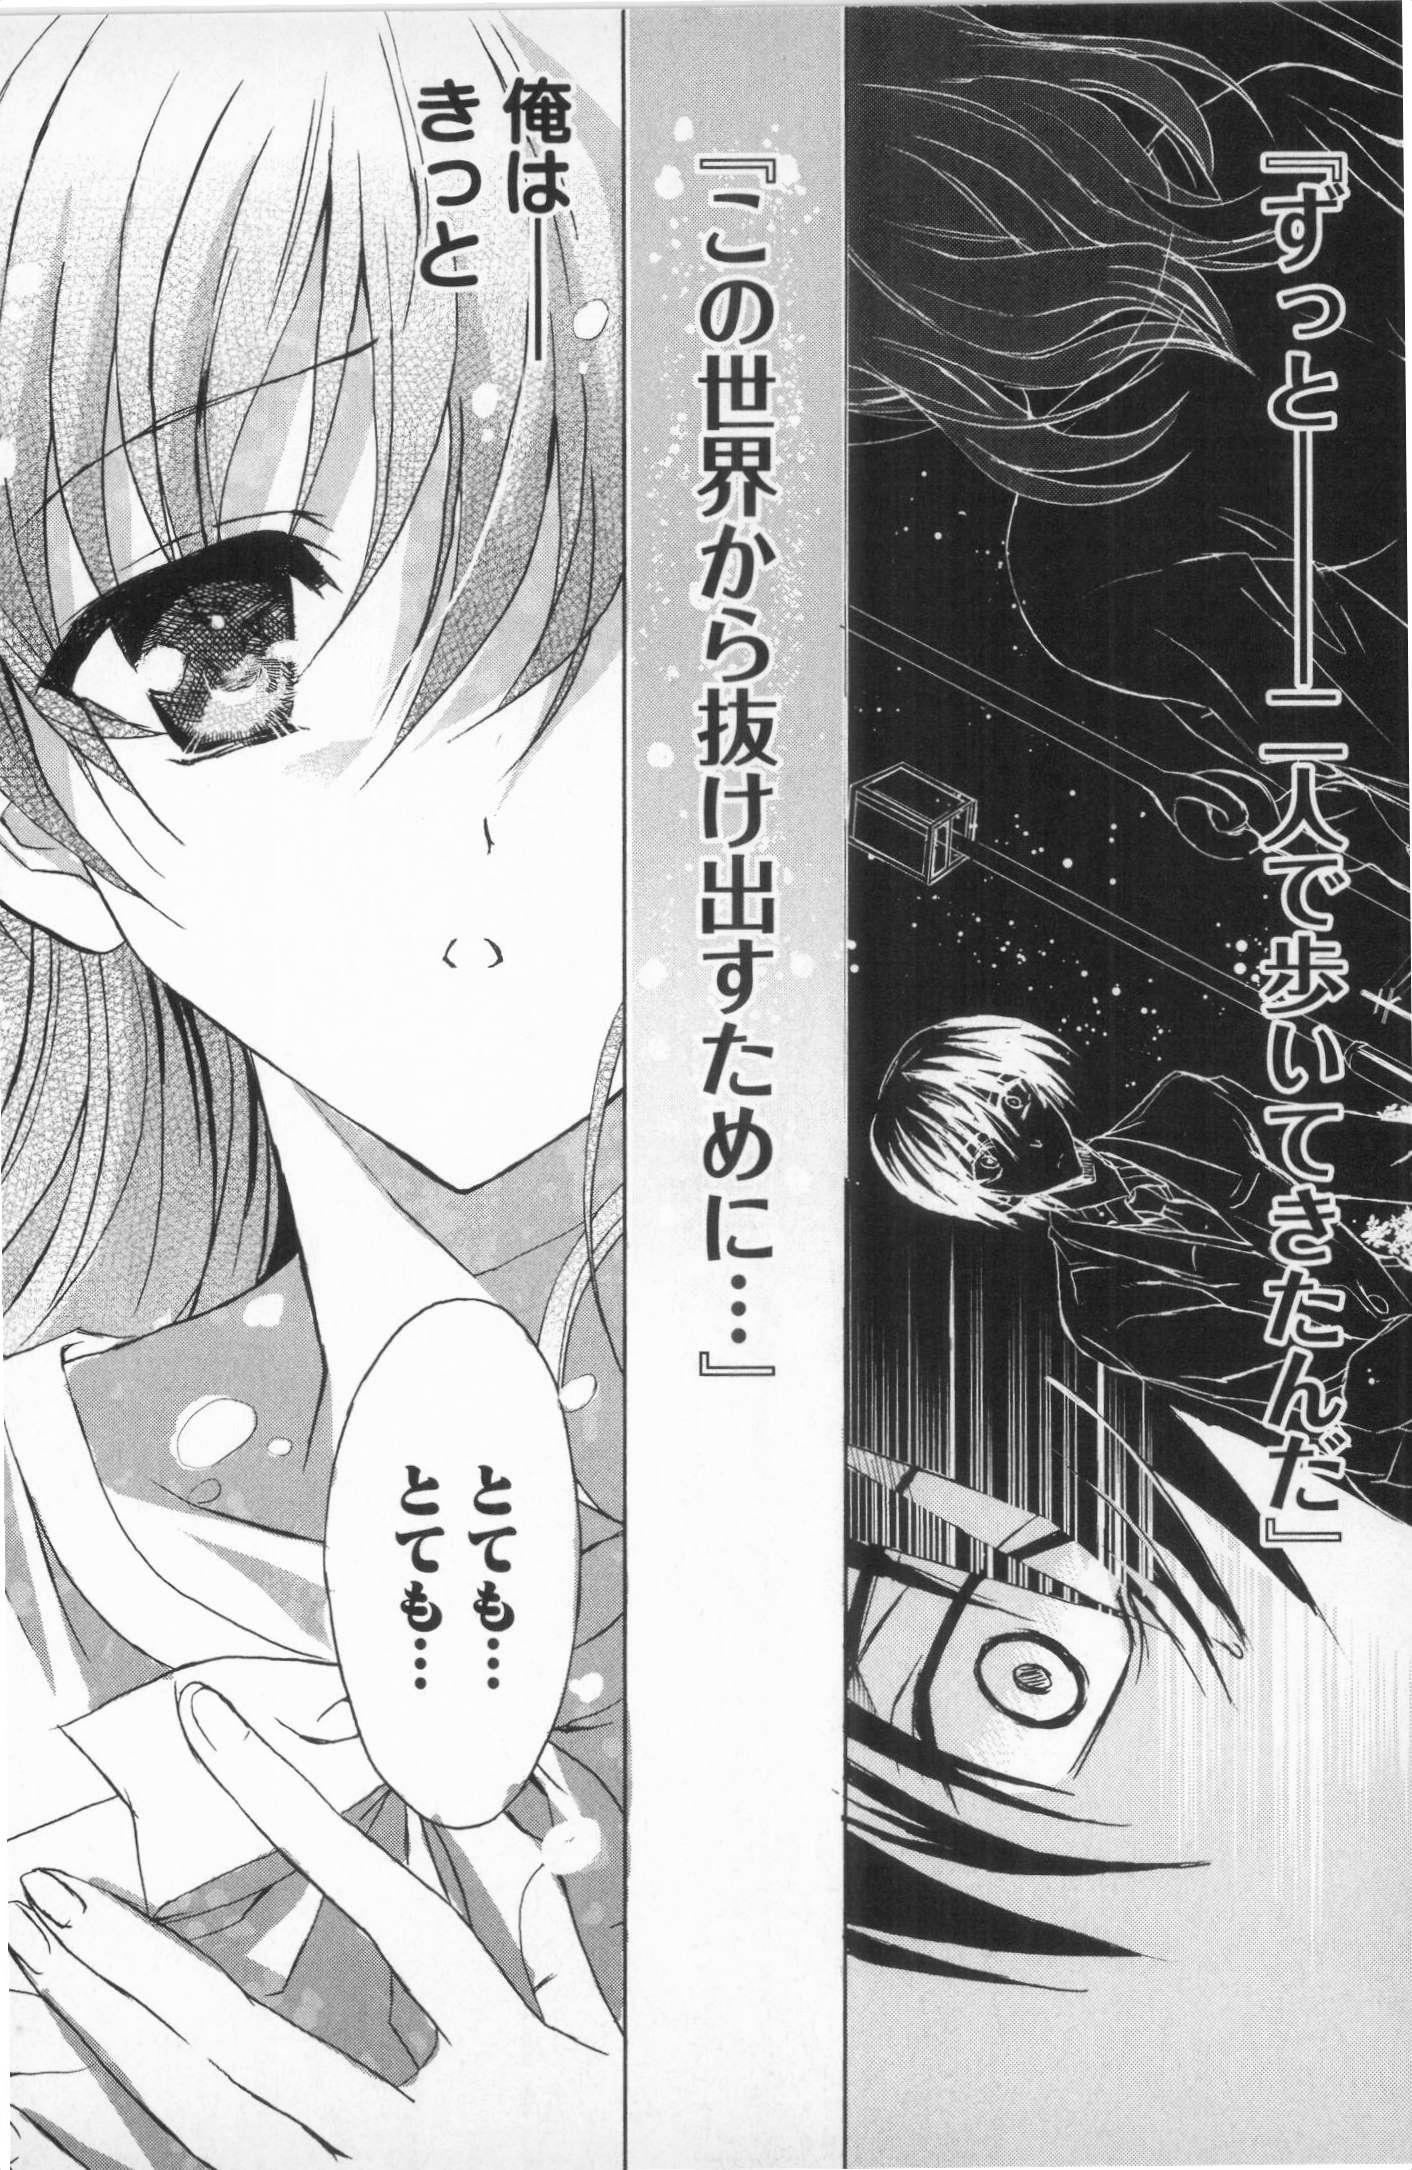 『ずっと――二人で歩いてきたんだ』
『この世界から抜け出すために…』
俺は――
きっと
とても…
とても…